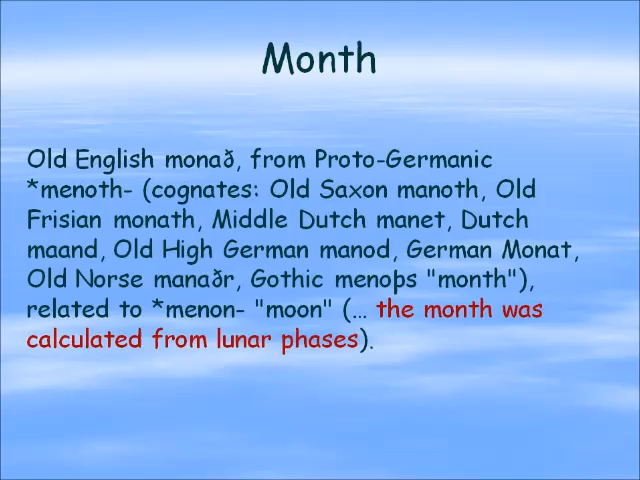 Month
Old English monað, from Proto-Germanic
*menoth- (cognates: Old Saxon manoth, Old
Frisian monath, Middle Dutch manet, Dutch
maand, Old High German manod, German Monat,
Old Norse manaðr, Gothic menoþs "month"),
related to *menon- "moon" (… the month was
calculated from lunar phases).